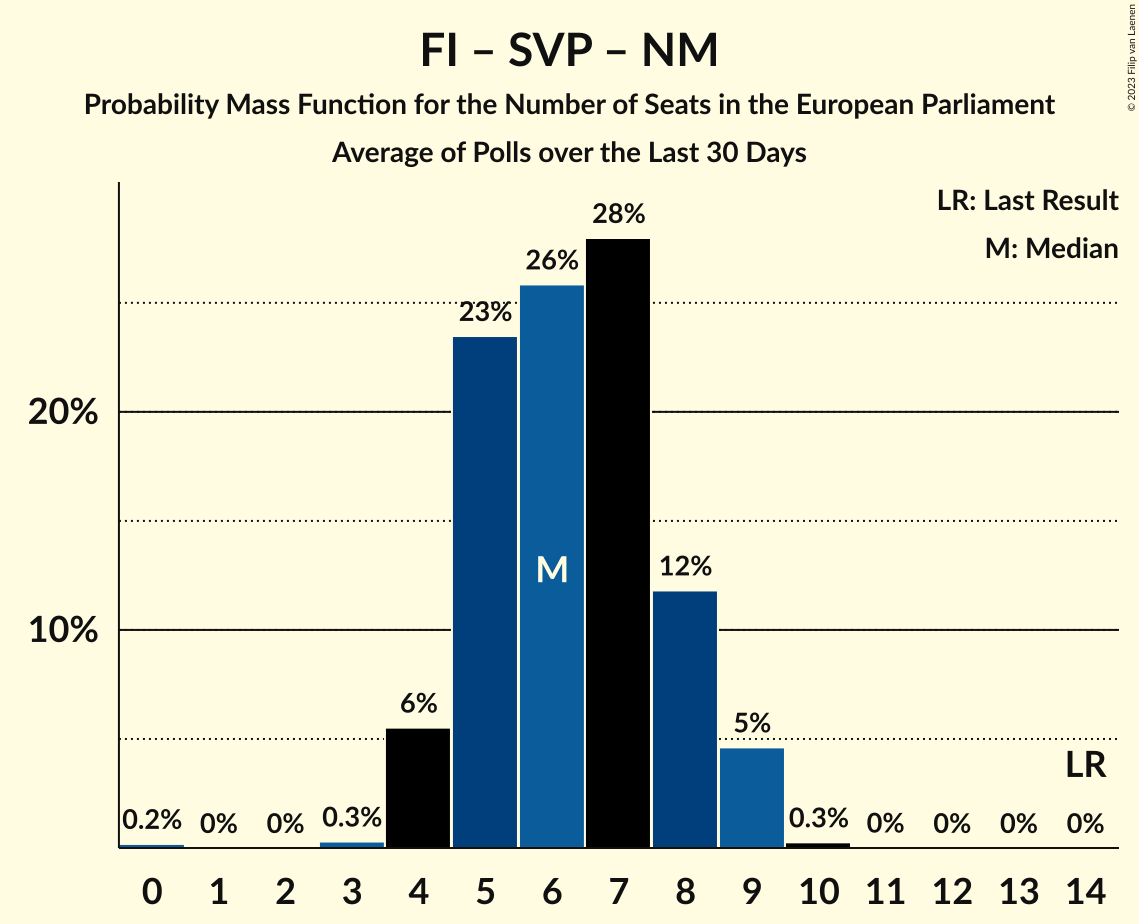 FI – SVP – NM
Probability Mass Function for the Number of Seats in the European Parliament
Average of Polls over the Last 30 Days
© 2023 Filip van Laenen
LR: Last Result
M: Median
28%
26%
23%
20%
M
12%
10%
6%
5%
LR
0.2% 0% 0% 0.3% 0.3% 0% 0% 0% 0%
0 1 2 3 4 5 6 7 8 9 10 11 12 13 14